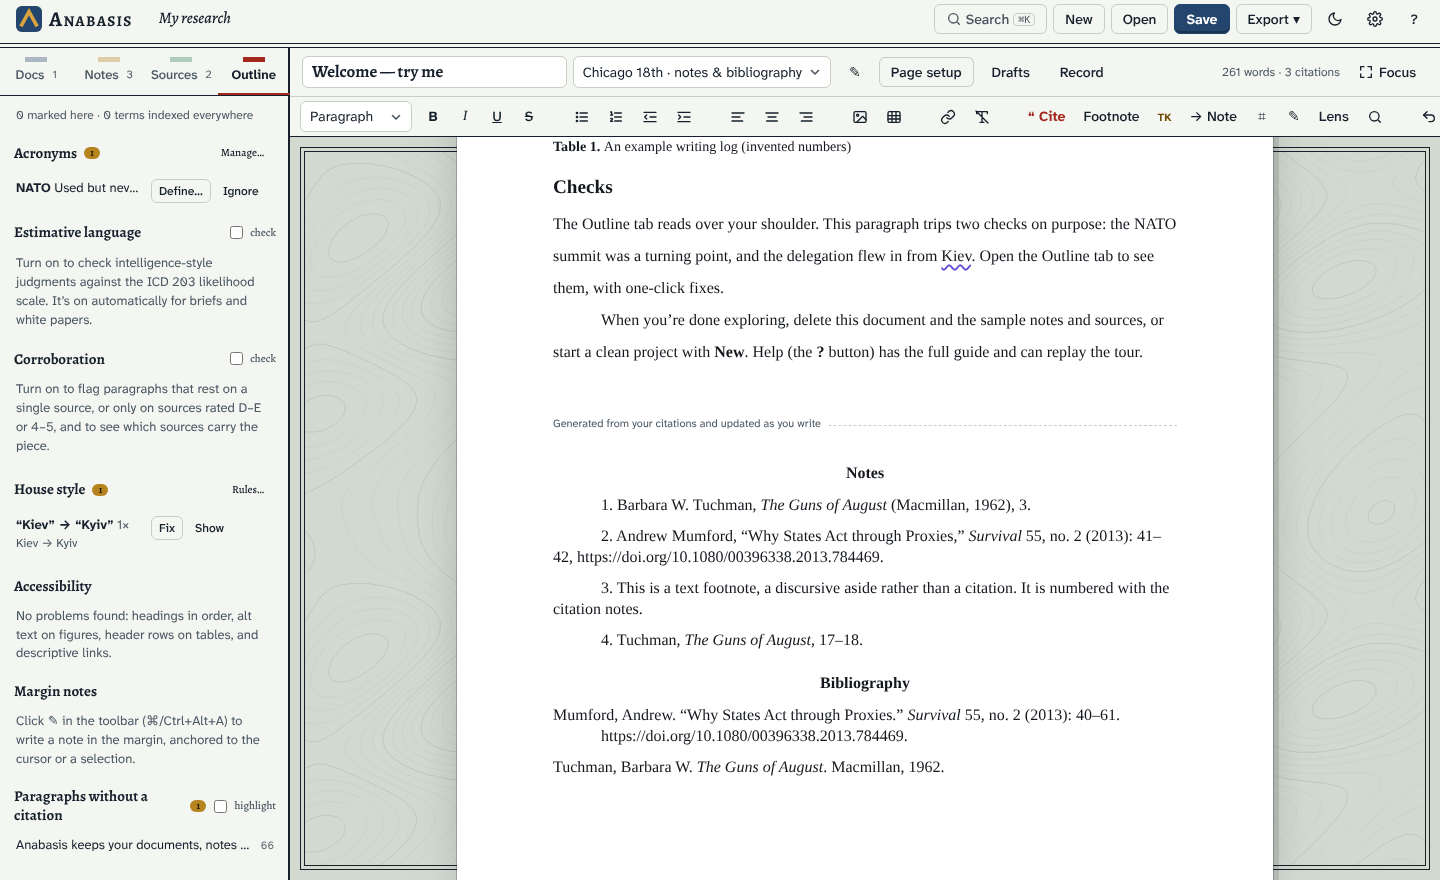 ANABASIS
My research
Search ⌘K
New
Open
Save
Export ▾
?
Docs 1
Notes 3
Sources 2
Outline
Welcome — try me
Chicago 18th · notes & bibliography
✎
Page setup
Drafts
Record
261 words · 3 citations
Focus
Paragraph
B
I
U
S
❝ Cite
Footnote
TK
→ Note
⌗
✎
Lens
0 marked here · 0 terms indexed everywhere
Acronyms 1
Manage…
NATO Used but nev…
Define…
Ignore
Estimative language
check
Turn on to check intelligence-style
judgments against the ICD 203 likelihood
scale. It's on automatically for briefs and
white papers.
Corroboration
check
Turn on to flag paragraphs that rest on a
single source, or only on sources rated D–E
or 4–5, and to see which sources carry the
piece.
House style 1
Rules…
“Kiev” → “Kyiv” 1×
Kiev → Kyiv
Fix
Show
Accessibility
No problems found: headings in order, alt
text on figures, header rows on tables, and
descriptive links.
Margin notes
Click ✎ in the toolbar (⌘/Ctrl+Alt+A) to
write a note in the margin, anchored to the
cursor or a selection.
Paragraphs without a
citation
1
highlight
Anabasis keeps your documents, notes … 66
Table 1. An example writing log (invented numbers)
Checks
The Outline tab reads over your shoulder. This paragraph trips two checks on purpose: the NATO
summit was a turning point, and the delegation flew in from Kiev. Open the Outline tab to see
them, with one-click fixes.
When you’re done exploring, delete this document and the sample notes and sources, or
start a clean project with New. Help (the ? button) has the full guide and can replay the tour.
Generated from your citations and updated as you write
Notes
1. Barbara W. Tuchman, The Guns of August (Macmillan, 1962), 3.
2. Andrew Mumford, “Why States Act through Proxies,” Survival 55, no. 2 (2013): 41–
42, https://doi.org/10.1080/00396338.2013.784469.
3. This is a text footnote, a discursive aside rather than a citation. It is numbered with the
citation notes.
4. Tuchman, The Guns of August, 17–18.
Bibliography
Mumford, Andrew. “Why States Act through Proxies.” Survival 55, no. 2 (2013): 40–61.
https://doi.org/10.1080/00396338.2013.784469.
Tuchman, Barbara W. The Guns of August. Macmillan, 1962.